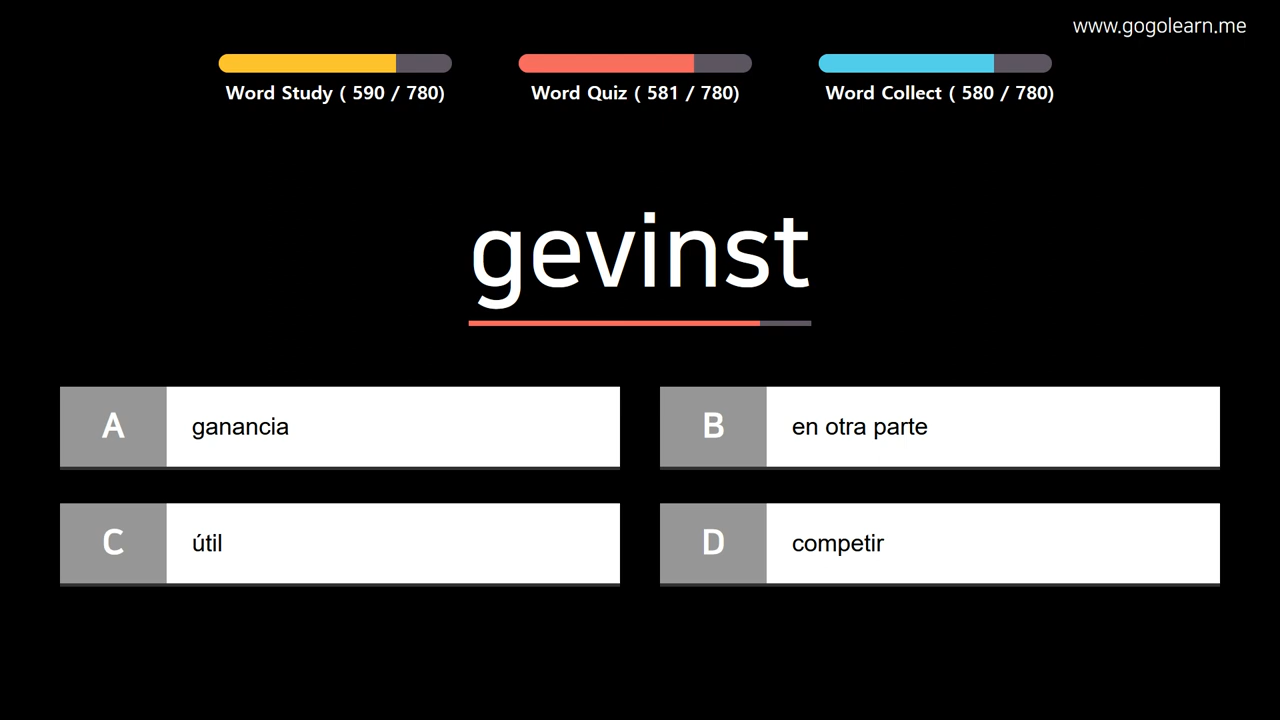 www.gogolearn.me
Word Study ( 590 / 780)
Word Quiz ( 581 / 780)
Word Collect ( 580 / 780)
gevinst
A ganancia
B en otra parte
C útil
D competir